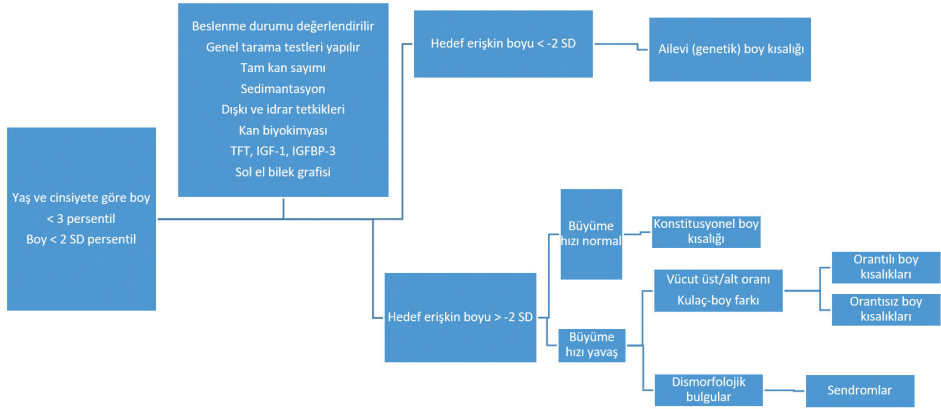 Yaş ve cinsiyete göre boy
< 3 persentil
Boy < 2 SD persentil
Beslenme durumu değerlendirilir
Genel tarama testleri yapılır
Tam kan sayımı
Sedimantasyon
Dışkı ve idrar tetkikleri
Kan biyokimyası
TFT, IGF-1, IGFBP-3
Sol el bilek grafisi
Hedef erişkin boyu < -2 SD
Ailevi (genetik) boy kısalığı
Hedef erişkin boyu > -2 SD
Büyüme
hızı normal
Konstitusyonel boy
kısalığı
Büyüme
hızı yavaş
Vücut üst/alt oranı
Kulaç-boy farkı
Orantılı boy
kısalıkları
Orantısız boy
kısalıkları
Dismorfolojik
bulgular
Sendromlar